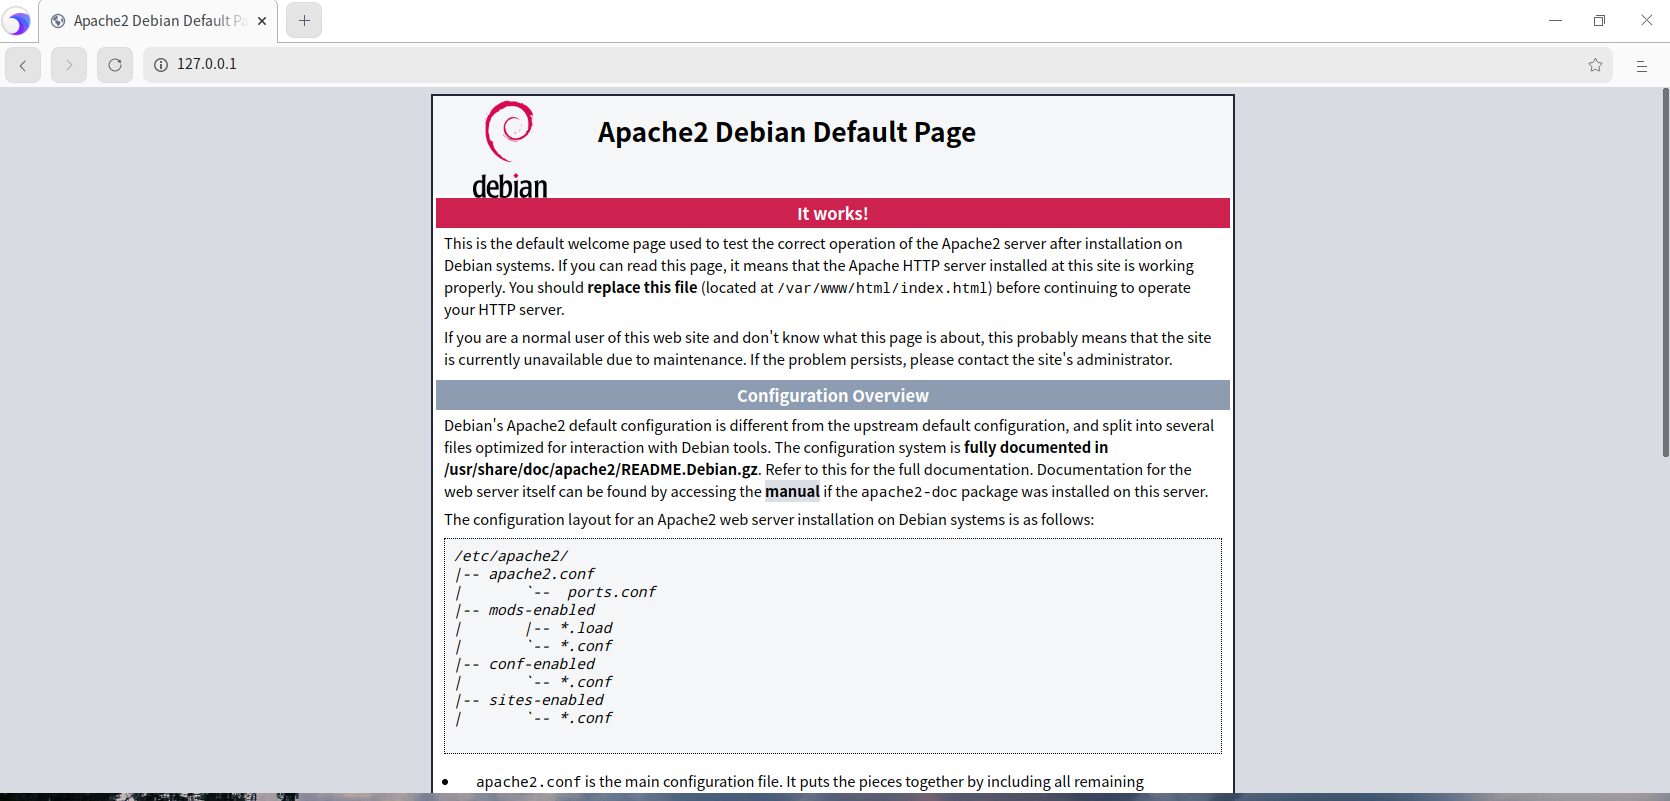 Apache2 Debian Default Pa
127.0.0.1
debian
Apache2 Debian Default Page
It works!
This is the default welcome page used to test the correct operation of the Apache2 server after installation on
Debian systems. If you can read this page, it means that the Apache HTTP server installed at this site is working
properly. You should replace this file (located at /var/www/html/index.html) before continuing to operate
your HTTP server.
If you are a normal user of this web site and don't know what this page is about, this probably means that the site
is currently unavailable due to maintenance. If the problem persists, please contact the site's administrator.
Configuration Overview
Debian's Apache2 default configuration is different from the upstream default configuration, and split into several
files optimized for interaction with Debian tools. The configuration system is fully documented in
/usr/share/doc/apache2/README.Debian.gz. Refer to this for the full documentation. Documentation for the
web server itself can be found by accessing the manual if the apache2-doc package was installed on this server.
The configuration layout for an Apache2 web server installation on Debian systems is as follows:
/etc/apache2/
|-- apache2.conf
|       `--  ports.conf
|-- mods-enabled
|       |-- *.load
|       `-- *.conf
|-- conf-enabled
|       `-- *.conf
|-- sites-enabled
|       `-- *.conf
• apache2.conf is the main configuration file. It puts the pieces together by including all remaining